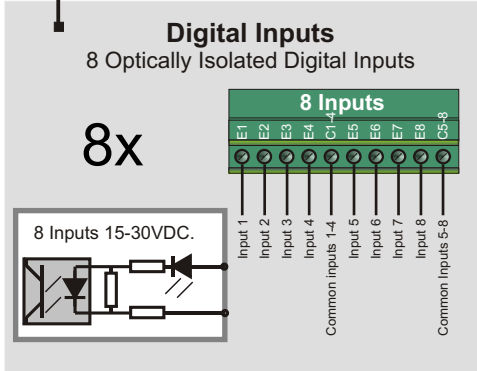 Digital Inputs
8 Optically Isolated Digital Inputs
8x
8 Inputs
E1
E2
E3
E4
C1-4
E5
E6
E7
E8
C5-8
Input 1
Input 2
Input 3
Input 4
Common inputs 1-4
Input 5
Input 6
Input 7
Input 8
Common Inputs 5-8
8 Inputs 15-30VDC.